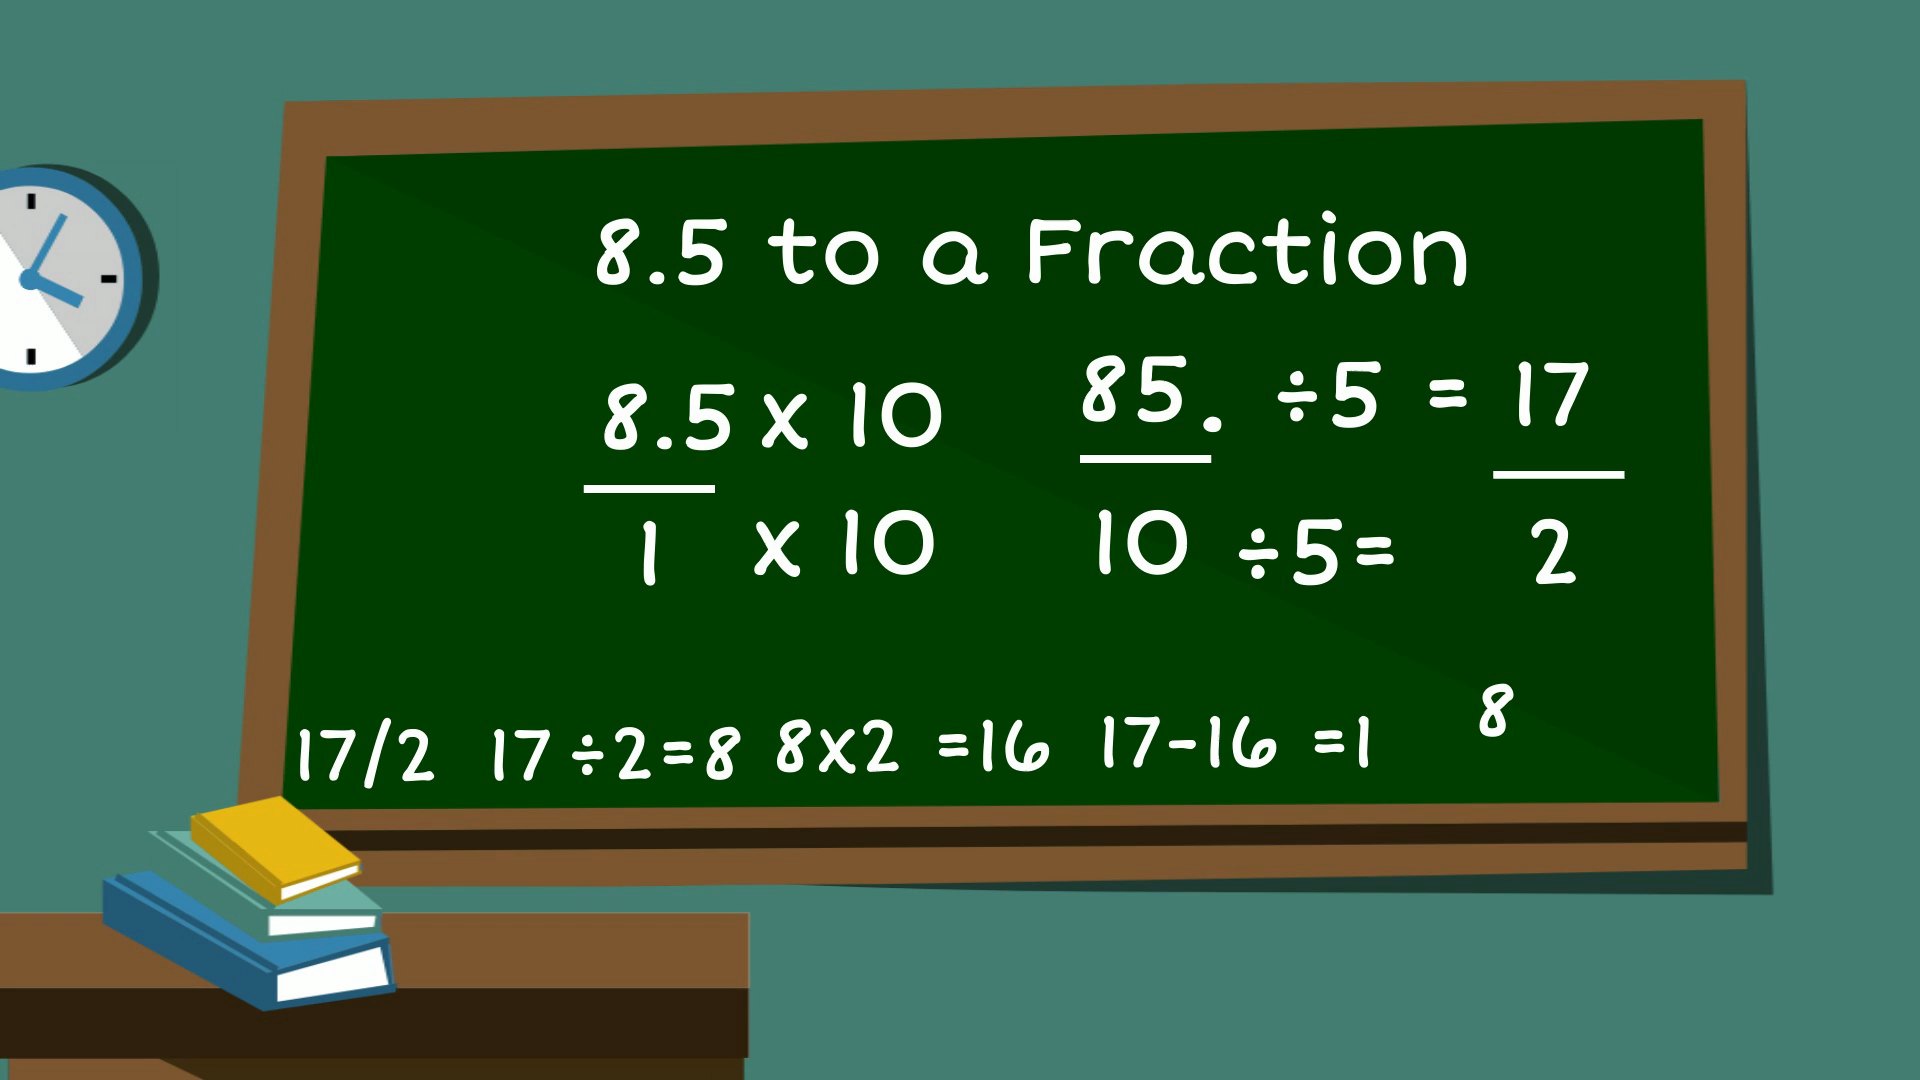 8.5 to a Fraction
8.5 x 10 85. ÷5 = 17
1 x 10 10 ÷5= 2
8
17/2 17÷2=8 8x2 =16 17-16 =1